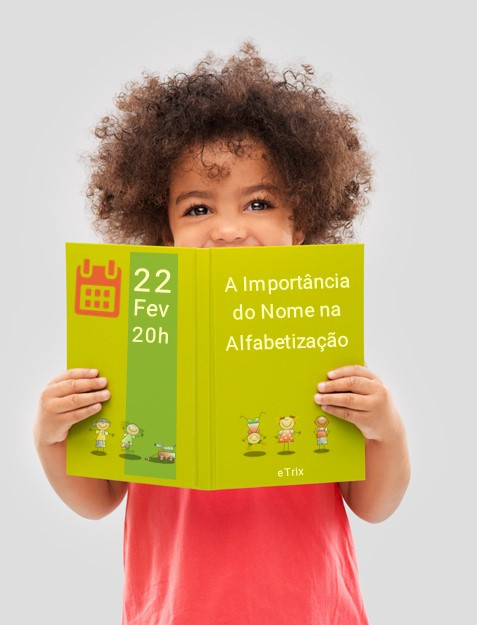 22
Fev
20h
A Importância
do Nome na
Alfabetização
eTrix